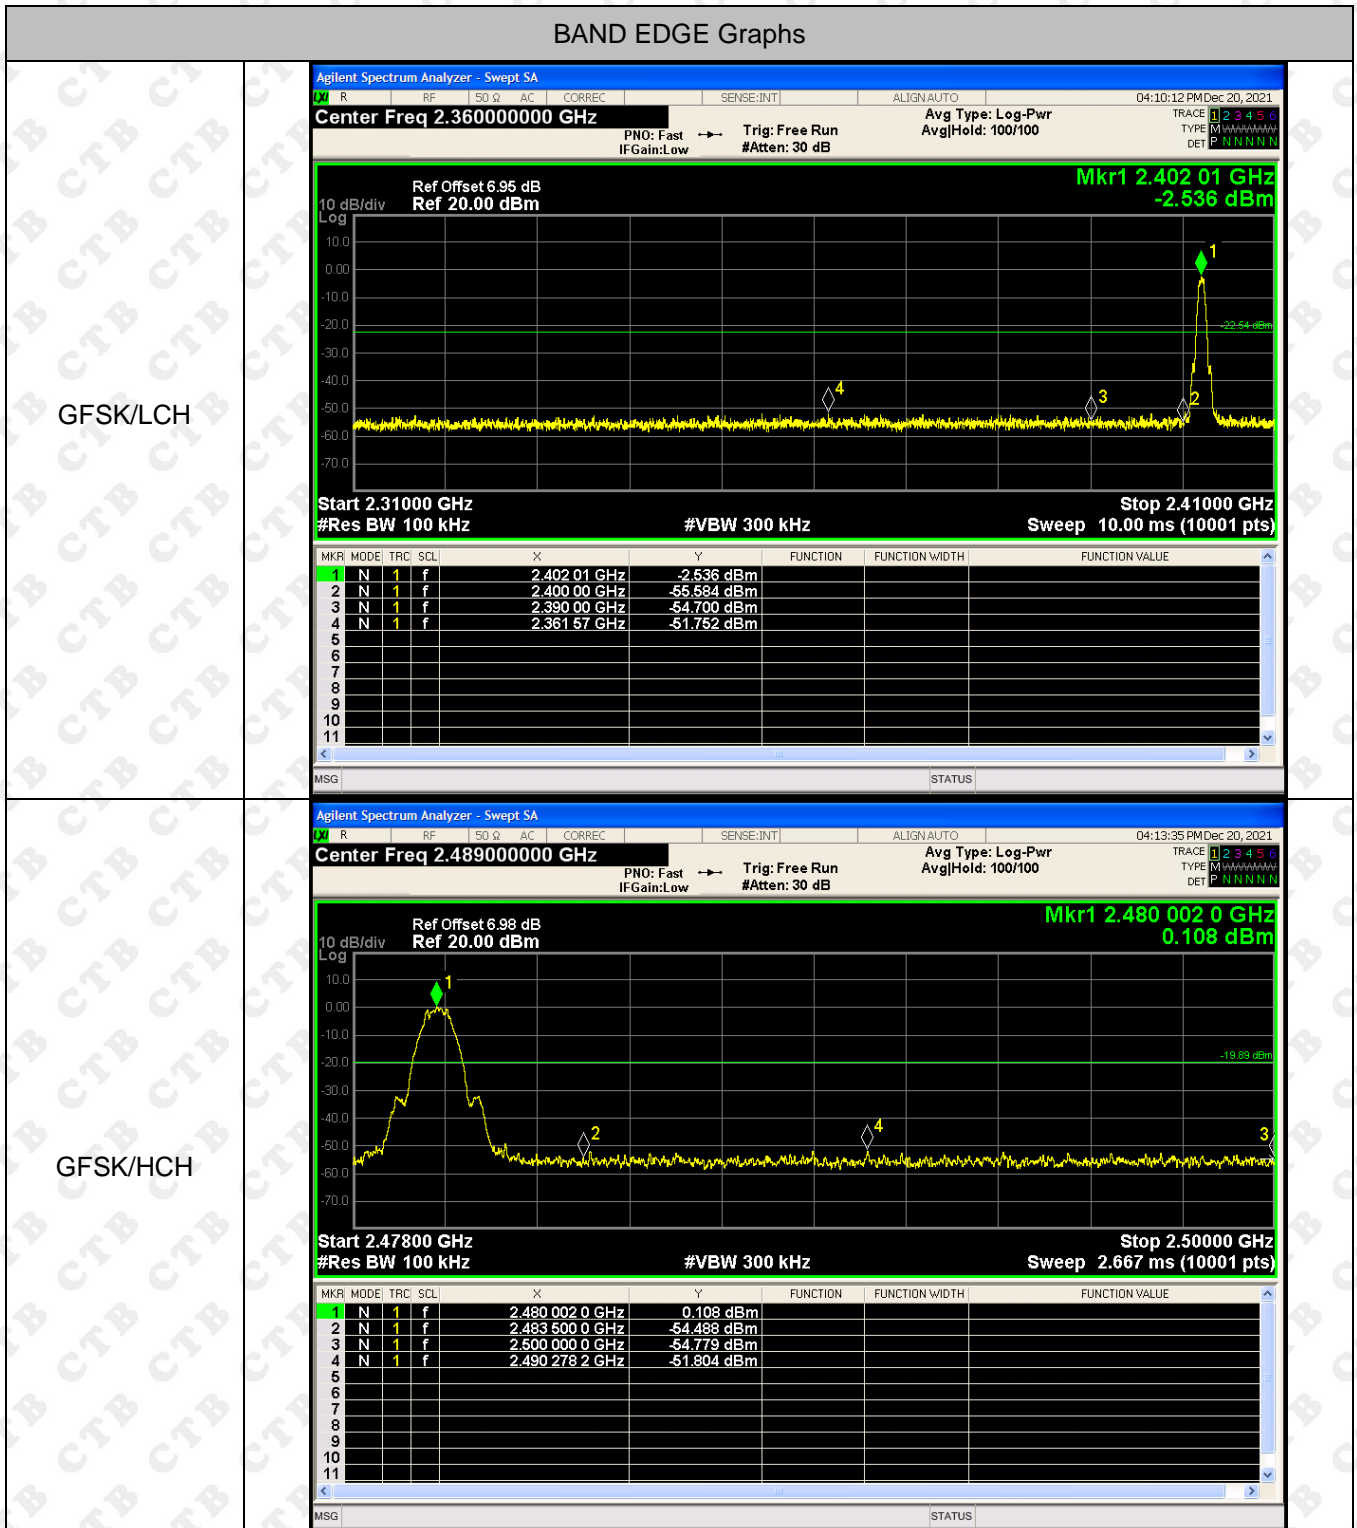 BAND EDGE Graphs
GFSK/LCH
Agilent Spectrum Analyzer - Swept SA
LXI R RF 50 Ω AC CORREC SENSE:INT ALIGN AUTO 04:10:12 PM Dec 20, 2021
Center Freq 2.360000000 GHz
PNO: Fast
IFGain:Low
Trig: Free Run
#Atten: 30 dB
Avg Type: Log-Pwr
Avg|Hold: 100/100
TRACE 1 2 3 4 5 6
TYPE M
DET P N N N N N
Mkr1 2.402 01 GHz
-2.536 dBm
Ref Offset 6.95 dB
10 dB/div Ref 20.00 dBm
Log
10.0
0.00
-10.0
-20.0
-30.0
-40.0
-50.0
-60.0
-70.0
-22.54 dBm
1
4
3
2
Start 2.31000 GHz Stop 2.41000 GHz
#Res BW 100 kHz #VBW 300 kHz Sweep 10.00 ms (10001 pts)
MKR MODE TRC SCL X Y FUNCTION FUNCTION WIDTH FUNCTION VALUE
1 N 1 f 2.402 01 GHz -2.536 dBm
2 N 1 f 2.400 00 GHz -55.584 dBm
3 N 1 f 2.390 00 GHz -54.700 dBm
4 N 1 f 2.361 57 GHz -51.752 dBm
5
6
7
8
9
10
11
MSG STATUS
GFSK/HCH
Agilent Spectrum Analyzer - Swept SA
LXI R RF 50 Ω AC CORREC SENSE:INT ALIGN AUTO 04:13:35 PM Dec 20, 2021
Center Freq 2.489000000 GHz
PNO: Fast
IFGain:Low
Trig: Free Run
#Atten: 30 dB
Avg Type: Log-Pwr
Avg|Hold: 100/100
TRACE 1 2 3 4 5 6
TYPE M
DET P N N N N N
Mkr1 2.480 002 0 GHz
0.108 dBm
Ref Offset 6.98 dB
10 dB/div Ref 20.00 dBm
Log
10.0
0.00
-10.0
-20.0
-30.0
-40.0
-50.0
-60.0
-70.0
-19.89 dBm
1
2
4
3
Start 2.47800 GHz Stop 2.50000 GHz
#Res BW 100 kHz #VBW 300 kHz Sweep 2.667 ms (10001 pts)
MKR MODE TRC SCL X Y FUNCTION FUNCTION WIDTH FUNCTION VALUE
1 N 1 f 2.480 002 0 GHz 0.108 dBm
2 N 1 f 2.483 500 0 GHz -54.488 dBm
3 N 1 f 2.500 000 0 GHz -54.779 dBm
4 N 1 f 2.490 278 2 GHz -51.804 dBm
5
6
7
8
9
10
11
MSG STATUS